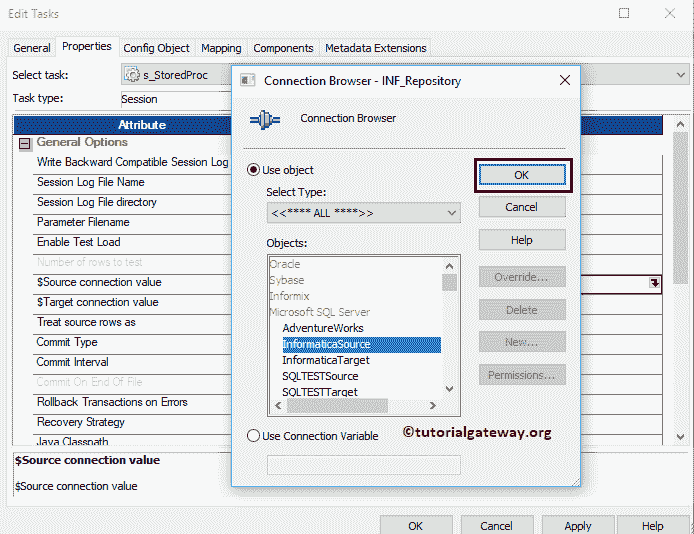 Edit Tasks
General Properties Config Object Mapping Components Metadata Extensions
Select task: s_StoredProc
Task type: Session
Attribute
General Options
Write Backward Compatible Session Log
Session Log File Name
Session Log File directory
Parameter Filename
Enable Test Load
Number of rows to test
$Source connection value
$Target connection value
Treat source rows as
Commit Type
Commit Interval
Commit On End Of File
Rollback Transactions on Errors
Recovery Strategy
Java Classpath
$Source connection value
$Source connection value
OK Cancel Apply Help
Connection Browser - INF_Repository
Connection Browser
Use object
Select Type:
<<**** ALL ****>>
Objects:
Oracle
Sybase
Informix
Microsoft SQL Server
AdventureWorks
InformaticaSource
InformaticaTarget
SQLTESTSource
SQLTESTTarget
Use Connection Variable
OK
Cancel
Help
Override...
Delete
New...
Permissions...
©tutorialgateway.org